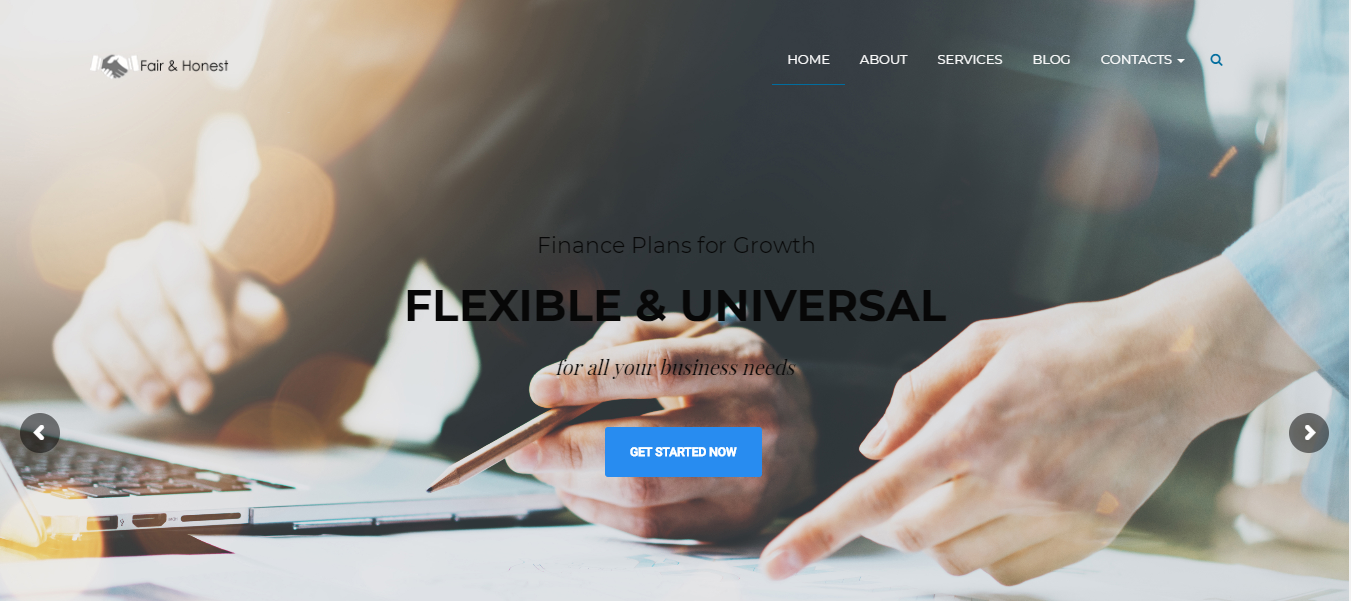 Fair & Honest
HOME ABOUT SERVICES BLOG CONTACTS
Finance Plans for Growth
FLEXIBLE & UNIVERSAL
for all your business needs
GET STARTED NOW